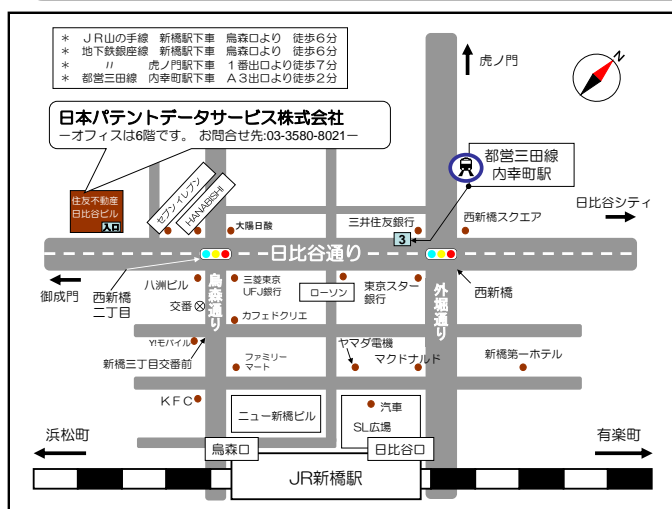 * JR山の手線 新橋駅下車 烏森口より 徒歩6分
* 地下鉄銀座線 新橋駅下車 烏森口より 徒歩6分
* 〃 虎ノ門駅下車 1番出口より徒歩7分
* 都営三田線 内幸町駅下車 A3出口より徒歩2分
虎ノ門
N
日本パテントデータサービス株式会社
−オフィスは6階です。 お問合せ先:03-3580-8021−
都営三田線
内幸町駅
住友不動産
日比谷ビル
入口
セブンイレブン
HANABISHI
大陽日酸
三井住友銀行
3
西新橋スクエア
日比谷シティ
日比谷通り
御成門
西新橋
二丁目
八洲ビル
交番
烏森通り
三菱東京
UFJ銀行
ローソン
東京スター
銀行
外堀通り
西新橋
カフェドクリエ
Y!モバイル
新橋三丁目交番前
ファミリー
マート
ヤマダ電機
マクドナルド
新橋第一ホテル
KFC
ニュー新橋ビル
汽車
SL広場
浜松町
烏森口
日比谷口
有楽町
JR新橋駅